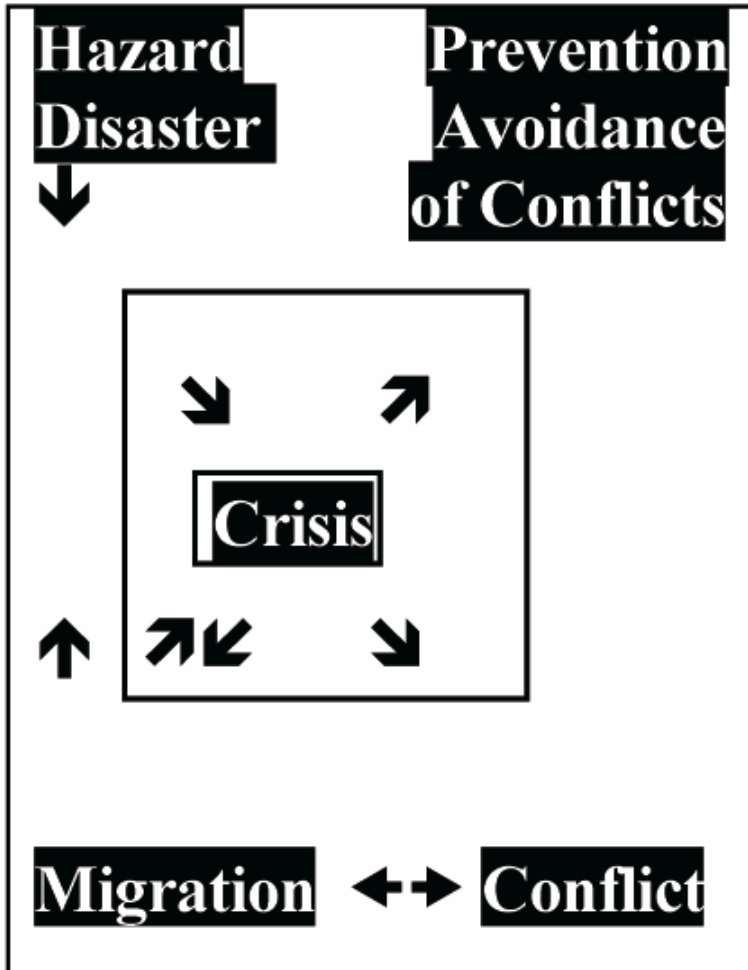 Hazard
Disaster
Prevention
Avoidance
of Conflicts
Crisis
Migration
Conflict